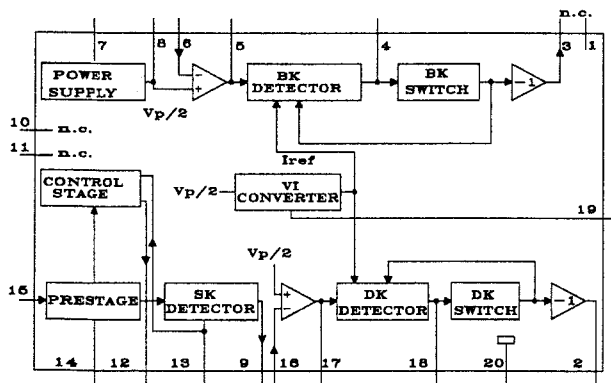 n.c.
7 8 6 5 4 3 1
POWER SUPPLY
BK DETECTOR
BK SWITCH
-1
- +
Vp/2
10 n.c.
11 n.c.
Iref
CONTROL STAGE
Vp/2
VI CONVERTER
19
Vp/2
15
PRESTAGE
SK DETECTOR
+ -
DK DETECTOR
DK SWITCH
-1
14 12 13 9 16 17 18 20 2